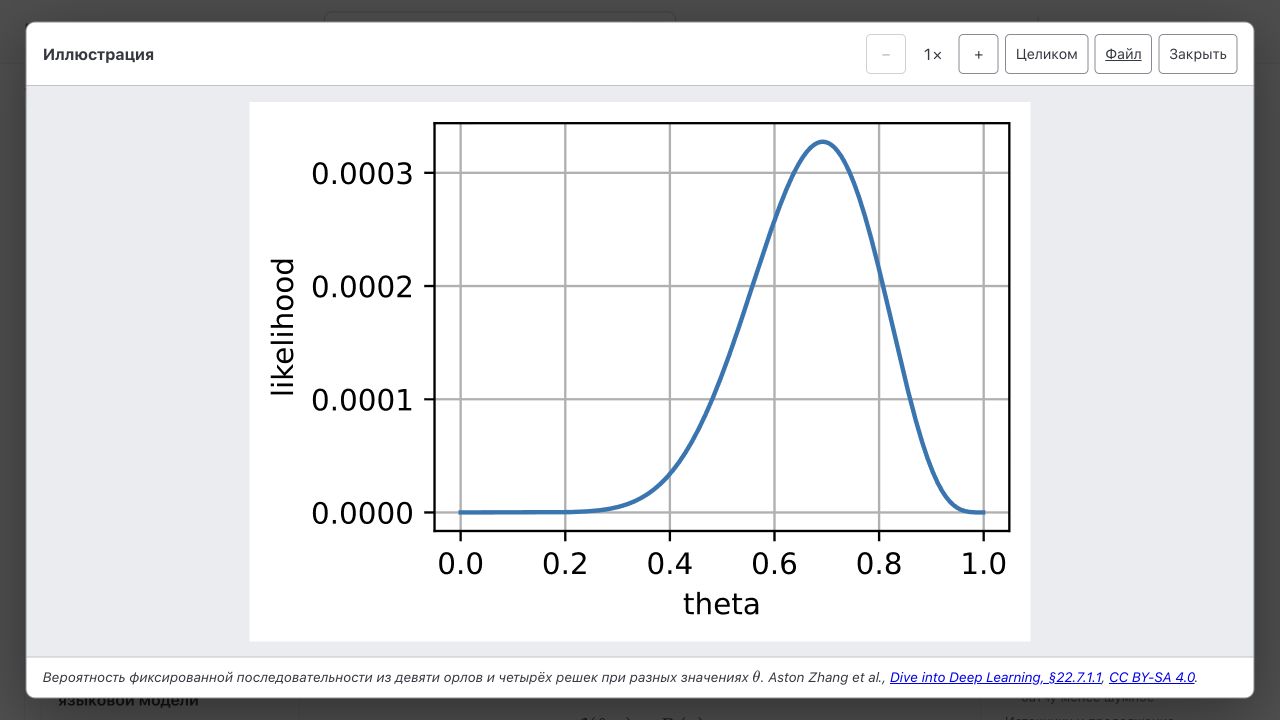 Иллюстрация
−
1×
+
Целиком
Файл
Закрыть
0.0003
0.0002
0.0001
0.0000
likelihood
0.0 0.2 0.4 0.6 0.8 1.0
theta
Вероятность фиксированной последовательности из девяти орлов и четырёх решек при разных значениях θ. Aston Zhang et al., Dive into Deep Learning, §22.7.1.1, CC BY-SA 4.0.
языковой модели